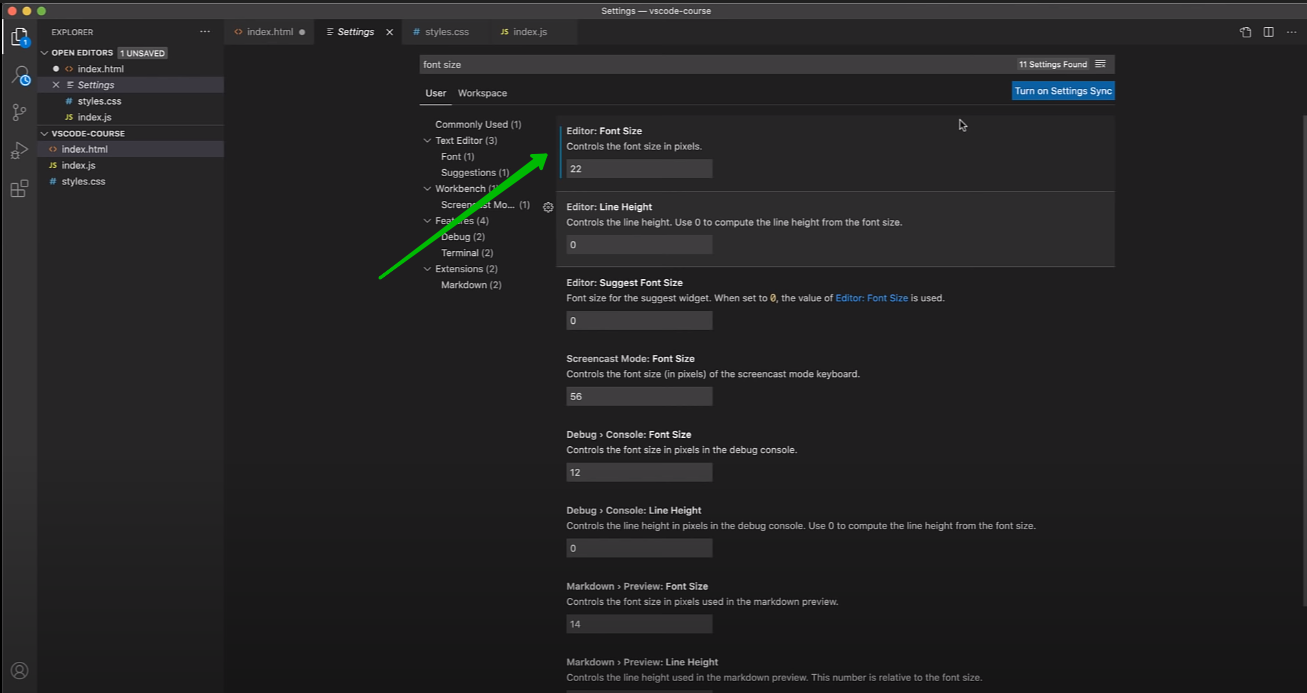 Settings — vscode-course
EXPLORER
OPEN EDITORS 1 UNSAVED
index.html
Settings
styles.css
JS index.js
VSCODE-COURSE
index.html
JS index.js
styles.css
1
index.html
Settings
styles.css
JS index.js
font size
11 Settings Found
User Workspace
Turn on Settings Sync
Commonly Used (1)
Text Editor (3)
Font (1)
Suggestions (1)
Workbench
Screencast Mo... (1)
Features (4)
Debug (2)
Terminal (2)
Extensions (2)
Markdown (2)
Editor: Font Size
Controls the font size in pixels.
22
Editor: Line Height
Controls the line height. Use 0 to compute the line height from the font size.
0
Editor: Suggest Font Size
Font size for the suggest widget. When set to 0, the value of Editor: Font Size is used.
0
Screencast Mode: Font Size
Controls the font size (in pixels) of the screencast mode keyboard.
56
Debug › Console: Font Size
Controls the font size in pixels in the debug console.
12
Debug › Console: Line Height
Controls the line height in pixels in the debug console. Use 0 to compute the line height from the font size.
0
Markdown › Preview: Font Size
Controls the font size in pixels used in the markdown preview.
14
Markdown › Preview: Line Height
Controls the line height used in the markdown preview. This number is relative to the font size.